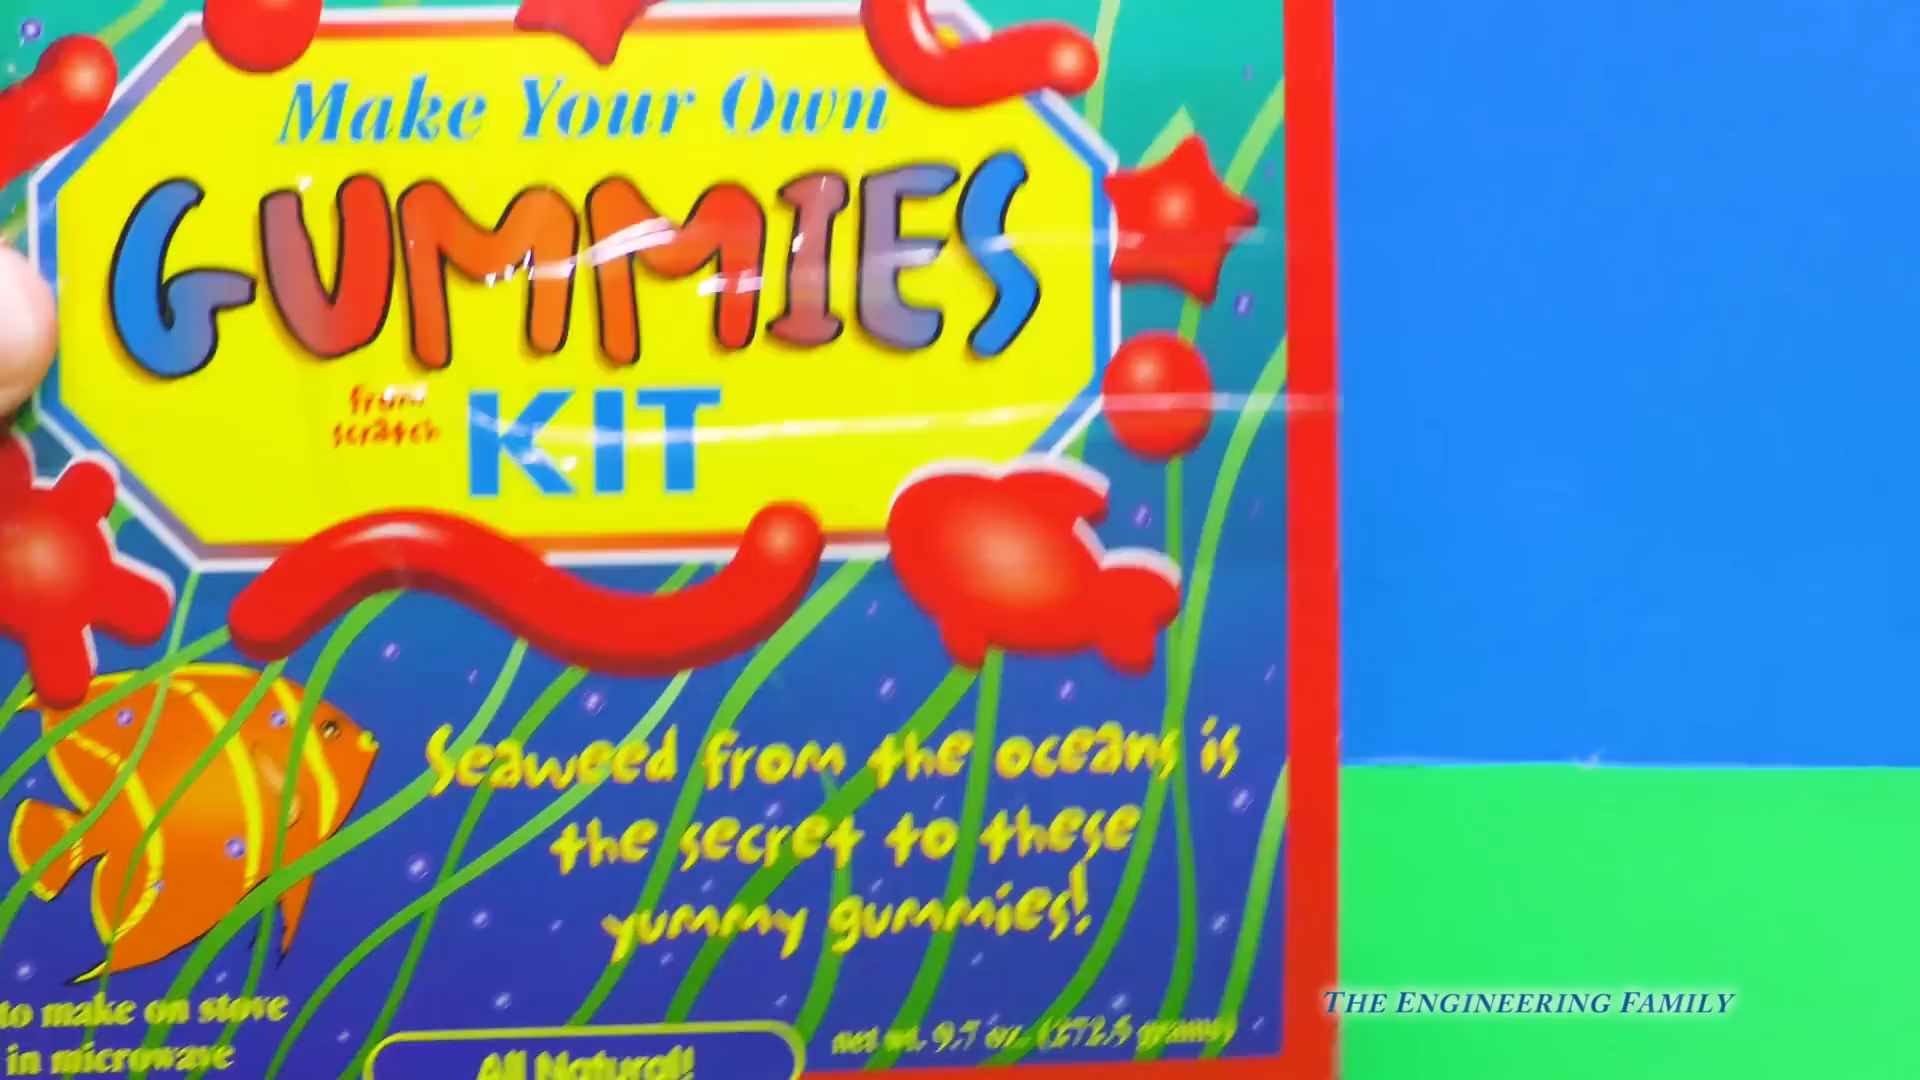 Make Your Own
GUMMIES
from
scratch
KIT
Seaweed from the oceans is
the secret to these
yummy gummies!
to make on stove
in microwave
All Natural!
net wt. 9.7 oz. (272.5 grams)
THE ENGINEERING FAMILY